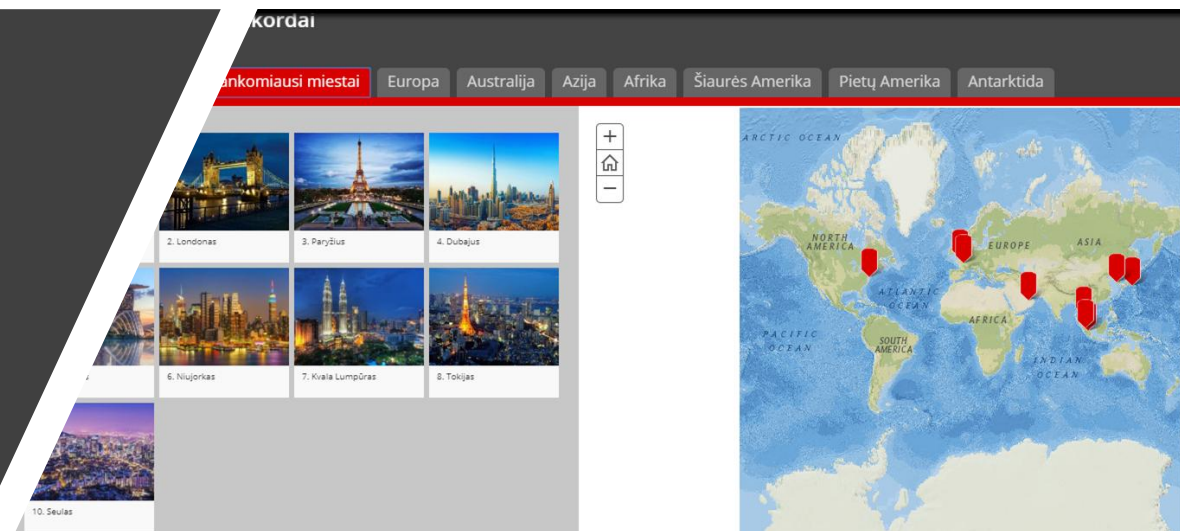 kordai
ankomiausi miestai Europa Australija Azija Afrika Šiaurės Amerika Pietų Amerika Antarktida
2. Londonas
3. Paryžius
4. Dubajus
6. Niujorkas
7. Kvala Lumpūras
8. Tokijas
10. Seulas
ARCTIC OCEAN
NORTH
AMERICA
EUROPE
ASIA
ATLANTIC
OCEAN
AFRICA
PACIFIC
OCEAN
SOUTH
AMERICA
INDIAN
OCEAN